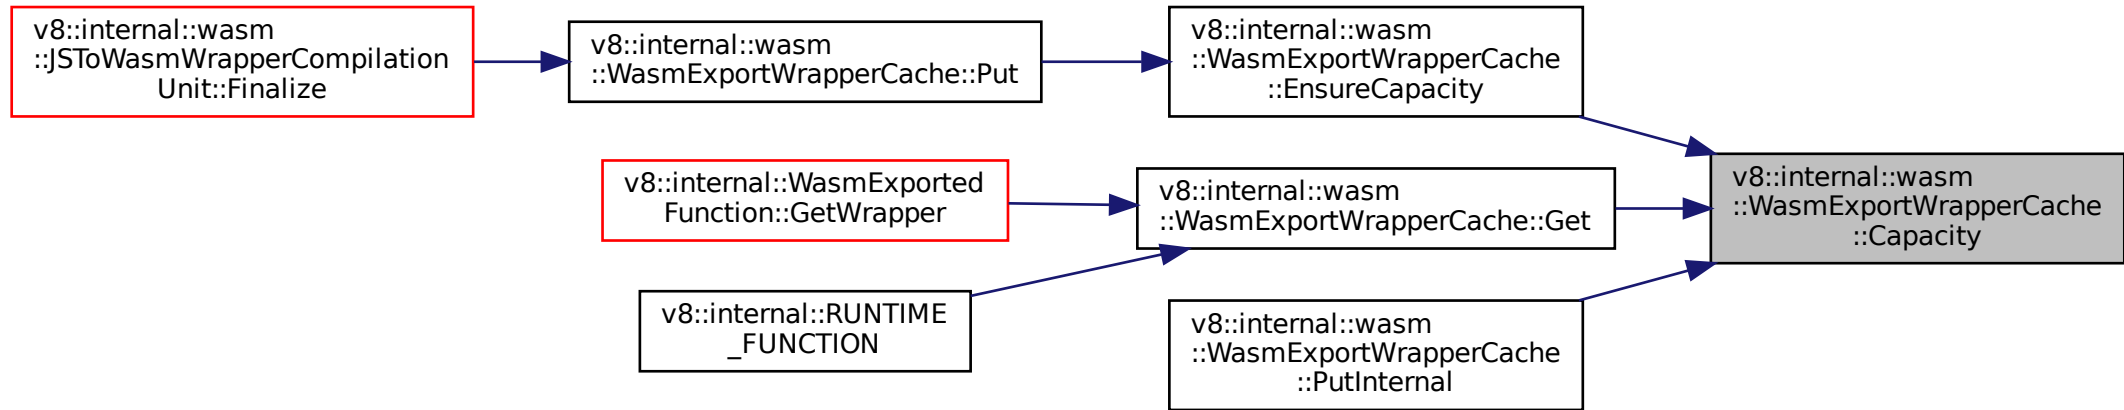 v8::internal::wasm
::JSToWasmWrapperCompilation
Unit::Finalize
v8::internal::wasm
::WasmExportWrapperCache::Put
v8::internal::wasm
::WasmExportWrapperCache
::EnsureCapacity
v8::internal::WasmExported
Function::GetWrapper
v8::internal::wasm
::WasmExportWrapperCache::Get
v8::internal::wasm
::WasmExportWrapperCache
::Capacity
v8::internal::RUNTIME
_FUNCTION
v8::internal::wasm
::WasmExportWrapperCache
::PutInternal